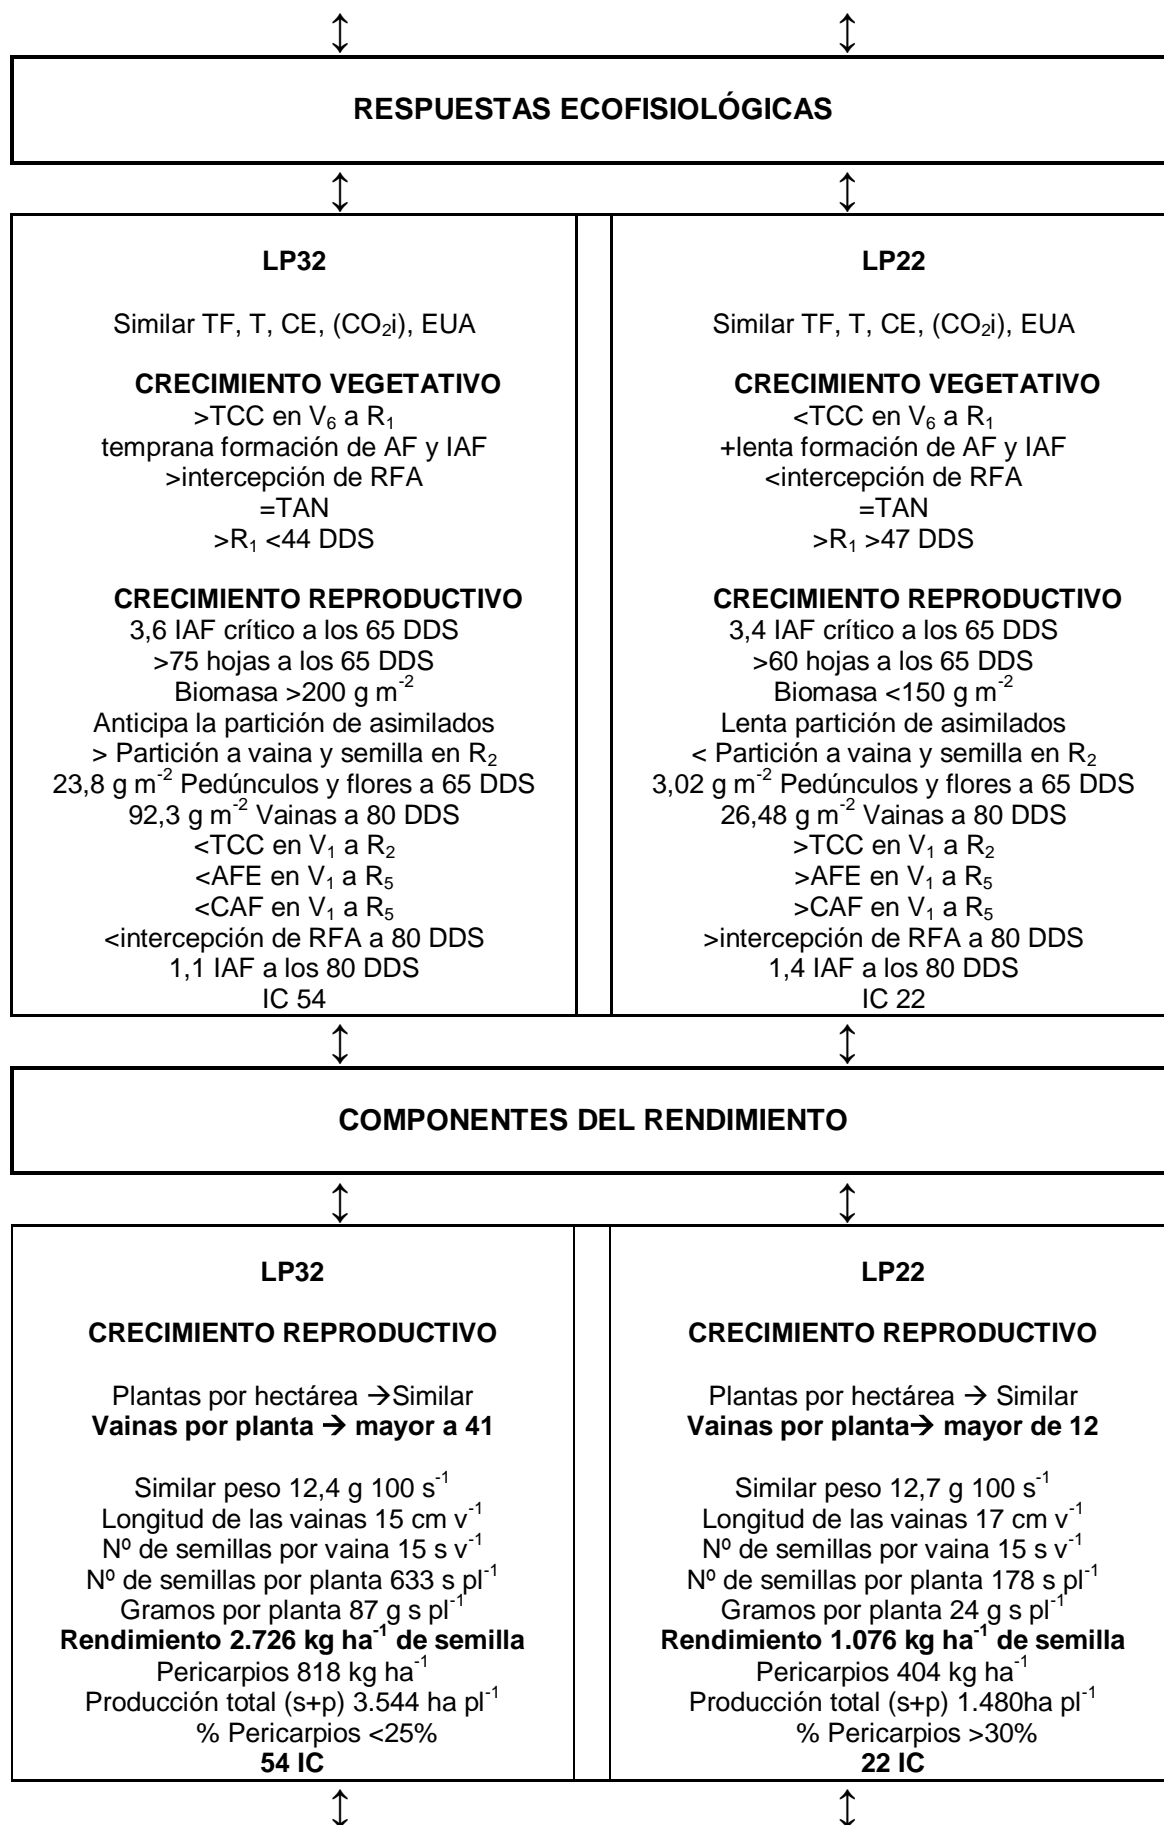 ↕ ↕
RESPUESTAS ECOFISIOLÓGICAS
↕ ↕
LP32
Similar TF, T, CE, (CO₂i), EUA
CRECIMIENTO VEGETATIVO
>TCC en V₆ a R₁
temprana formación de AF y IAF
>intercepción de RFA
=TAN
>R₁ <44 DDS
CRECIMIENTO REPRODUCTIVO
3,6 IAF crítico a los 65 DDS
>75 hojas a los 65 DDS
Biomasa >200 g m⁻²
Anticipa la partición de asimilados
> Partición a vaina y semilla en R₂
23,8 g m⁻² Pedúnculos y flores a 65 DDS
92,3 g m⁻² Vainas a 80 DDS
<TCC en V₁ a R₂
<AFE en V₁ a R₅
<CAF en V₁ a R₅
<intercepción de RFA a 80 DDS
1,1 IAF a los 80 DDS
IC 54
LP22
Similar TF, T, CE, (CO₂i), EUA
CRECIMIENTO VEGETATIVO
<TCC en V₆ a R₁
+lenta formación de AF y IAF
<intercepción de RFA
=TAN
>R₁ >47 DDS
CRECIMIENTO REPRODUCTIVO
3,4 IAF crítico a los 65 DDS
>60 hojas a los 65 DDS
Biomasa <150 g m⁻²
Lenta partición de asimilados
< Partición a vaina y semilla en R₂
3,02 g m⁻² Pedúnculos y flores a 65 DDS
26,48 g m⁻² Vainas a 80 DDS
>TCC en V₁ a R₂
>AFE en V₁ a R₅
>CAF en V₁ a R₅
>intercepción de RFA a 80 DDS
1,4 IAF a los 80 DDS
IC 22
↕ ↕
COMPONENTES DEL RENDIMIENTO
↕ ↕
LP32
CRECIMIENTO REPRODUCTIVO
Plantas por hectárea →Similar
Vainas por planta → mayor a 41
Similar peso 12,4 g 100 s⁻¹
Longitud de las vainas 15 cm v⁻¹
Nº de semillas por vaina 15 s v⁻¹
Nº de semillas por planta 633 s pl⁻¹
Gramos por planta 87 g s pl⁻¹
Rendimiento 2.726 kg ha⁻¹ de semilla
Pericarpios 818 kg ha⁻¹
Producción total (s+p) 3.544 ha pl⁻¹
% Pericarpios <25%
54 IC
LP22
CRECIMIENTO REPRODUCTIVO
Plantas por hectárea → Similar
Vainas por planta→ mayor de 12
Similar peso 12,7 g 100 s⁻¹
Longitud de las vainas 17 cm v⁻¹
Nº de semillas por vaina 15 s v⁻¹
Nº de semillas por planta 178 s pl⁻¹
Gramos por planta 24 g s pl⁻¹
Rendimiento 1.076 kg ha⁻¹ de semilla
Pericarpios 404 kg ha⁻¹
Producción total (s+p) 1.480ha pl⁻¹
% Pericarpios >30%
22 IC
↕ ↕